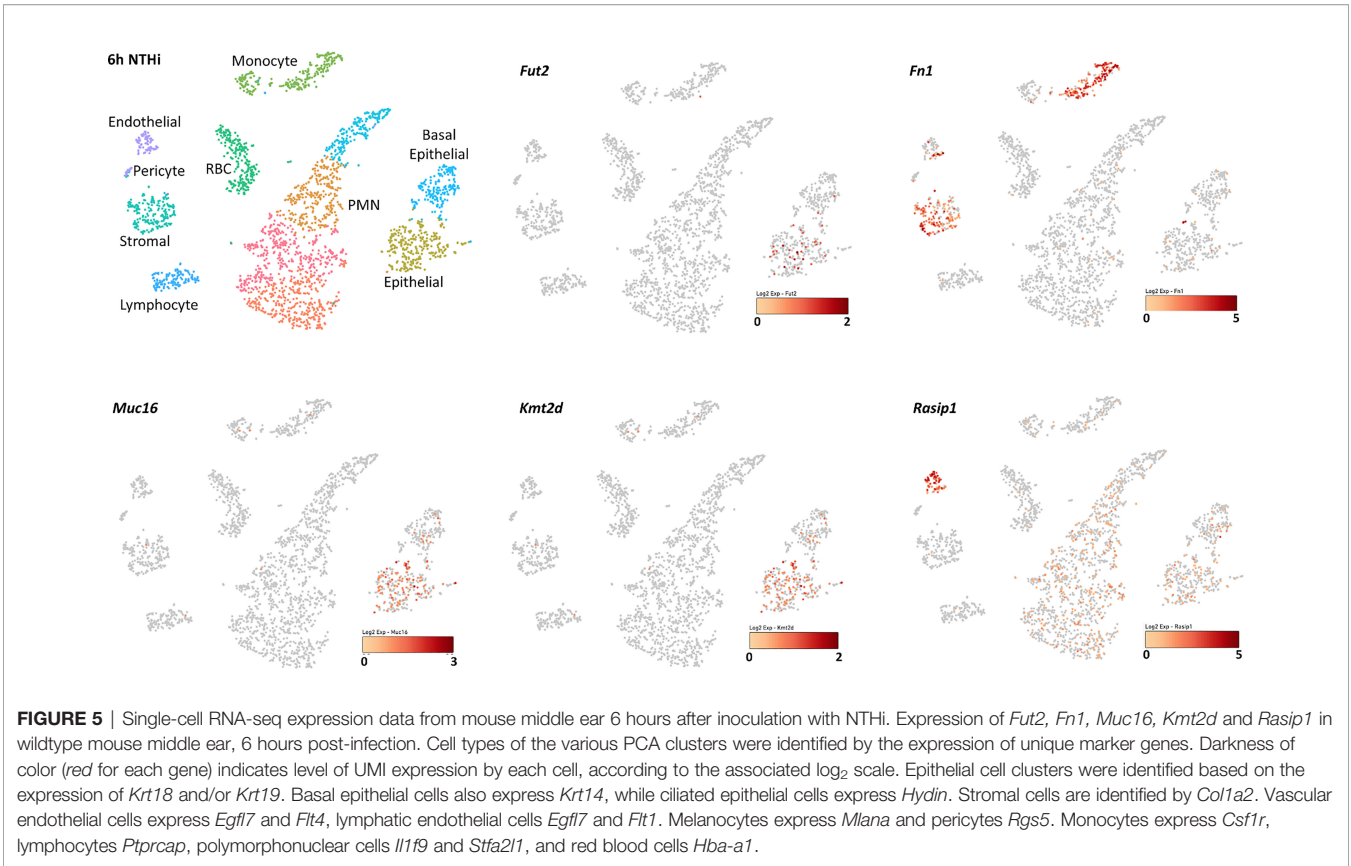 6h NTHi
Monocyte
Endothelial
Pericyte
RBC
Basal
Epithelial
PMN
Stromal
Epithelial
Lymphocyte
Fut2
Log2 Exp - Fut2
0 2
Fn1
Log2 Exp - Fn1
0 5
Muc16
Log2 Exp - Muc16
0 3
Kmt2d
Log2 Exp - Kmt2d
0 2
Rasip1
Log2 Exp - Rasip1
0 5
FIGURE 5 | Single-cell RNA-seq expression data from mouse middle ear 6 hours after inoculation with NTHi. Expression of Fut2, Fn1, Muc16, Kmt2d and Rasip1 in
wildtype mouse middle ear, 6 hours post-infection. Cell types of the various PCA clusters were identified by the expression of unique marker genes. Darkness of
color (red for each gene) indicates level of UMI expression by each cell, according to the associated log2 scale. Epithelial cell clusters were identified based on the
expression of Krt18 and/or Krt19. Basal epithelial cells also express Krt14, while ciliated epithelial cells express Hydin. Stromal cells are identified by Col1a2. Vascular
endothelial cells express Egfl7 and Flt4, lymphatic endothelial cells Egfl7 and Flt1. Melanocytes express Mlana and pericytes Rgs5. Monocytes express Csf1r,
lymphocytes Ptprcap, polymorphonuclear cells Il1f9 and Stfa2l1, and red blood cells Hba-a1.